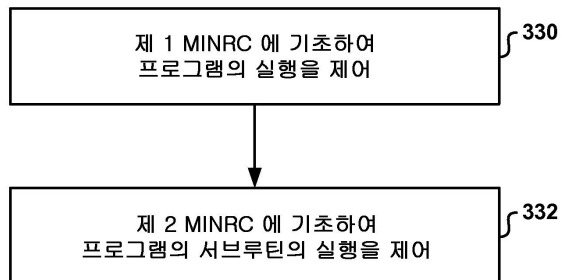 제 1 MINRC 에 기초하여
프로그램의 실행을 제어
330
제 2 MINRC 에 기초하여
프로그램의 서브루틴의 실행을 제어
332